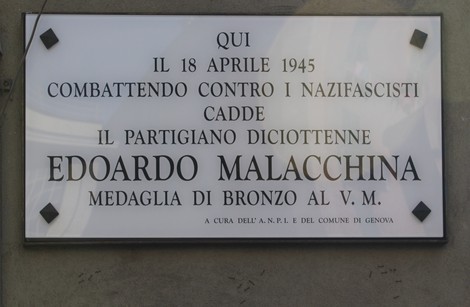 QUI
IL 18 APRILE 1945
COMBATTENDO CONTRO I NAZIFASCISTI
CADDE
IL PARTIGIANO DICIOTTENNE
EDOARDO MALACCHINA
MEDAGLIA DI BRONZO AL V. M.
A CURA DELL' A. N. P. I. E DEL COMUNE DI GENOVA